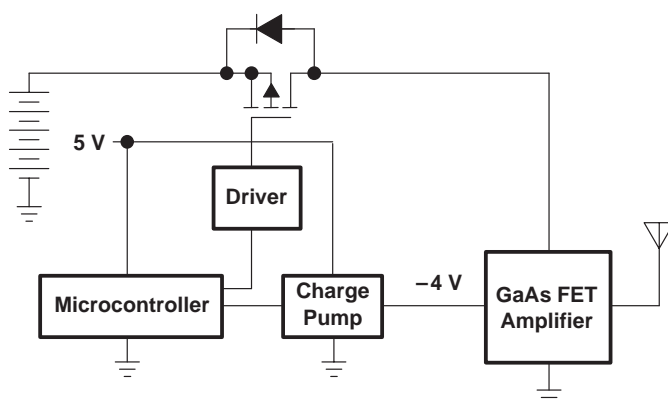 5 V
Driver
Microcontroller
Charge
Pump
–4 V
GaAs FET
Amplifier